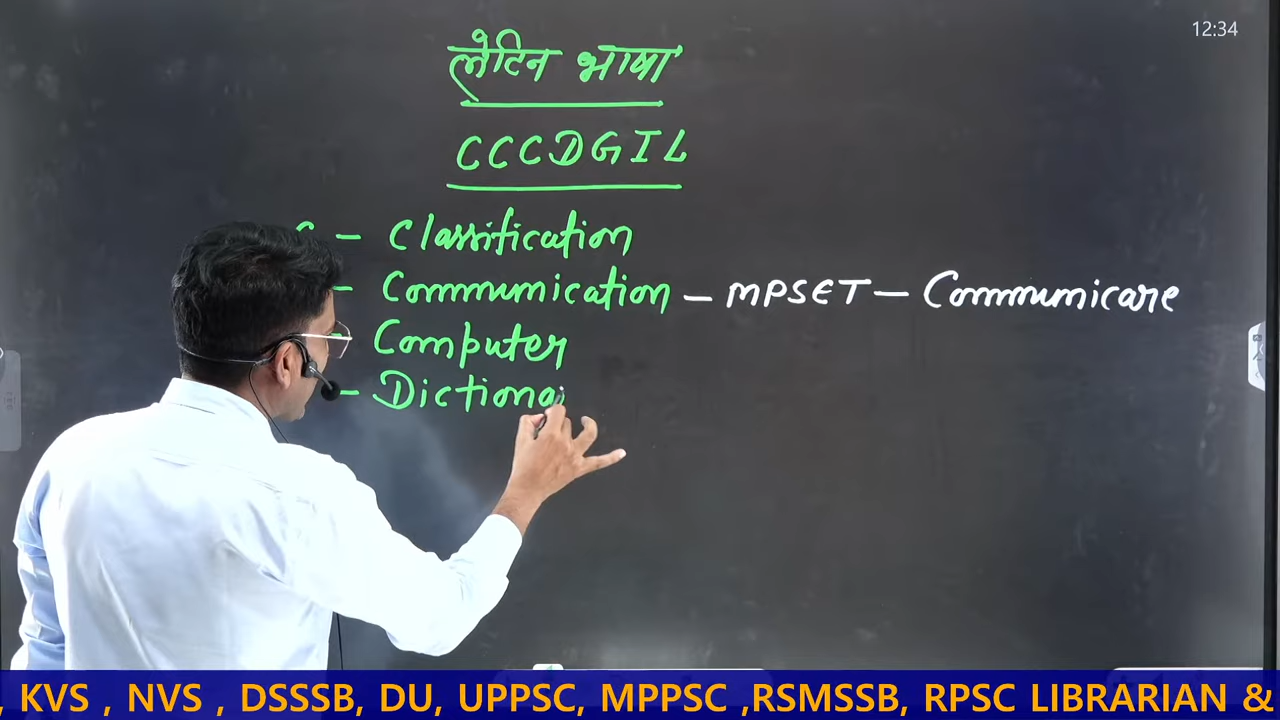 12:34
लेटिन भाषा
CCCDGIL
C - Classification
- Communication - MPSET - Communicare
Computer
- Dictiona
, KVS , NVS , DSSSB, DU, UPPSC, MPPSC ,RSMSSB, RPSC LIBRARIAN &